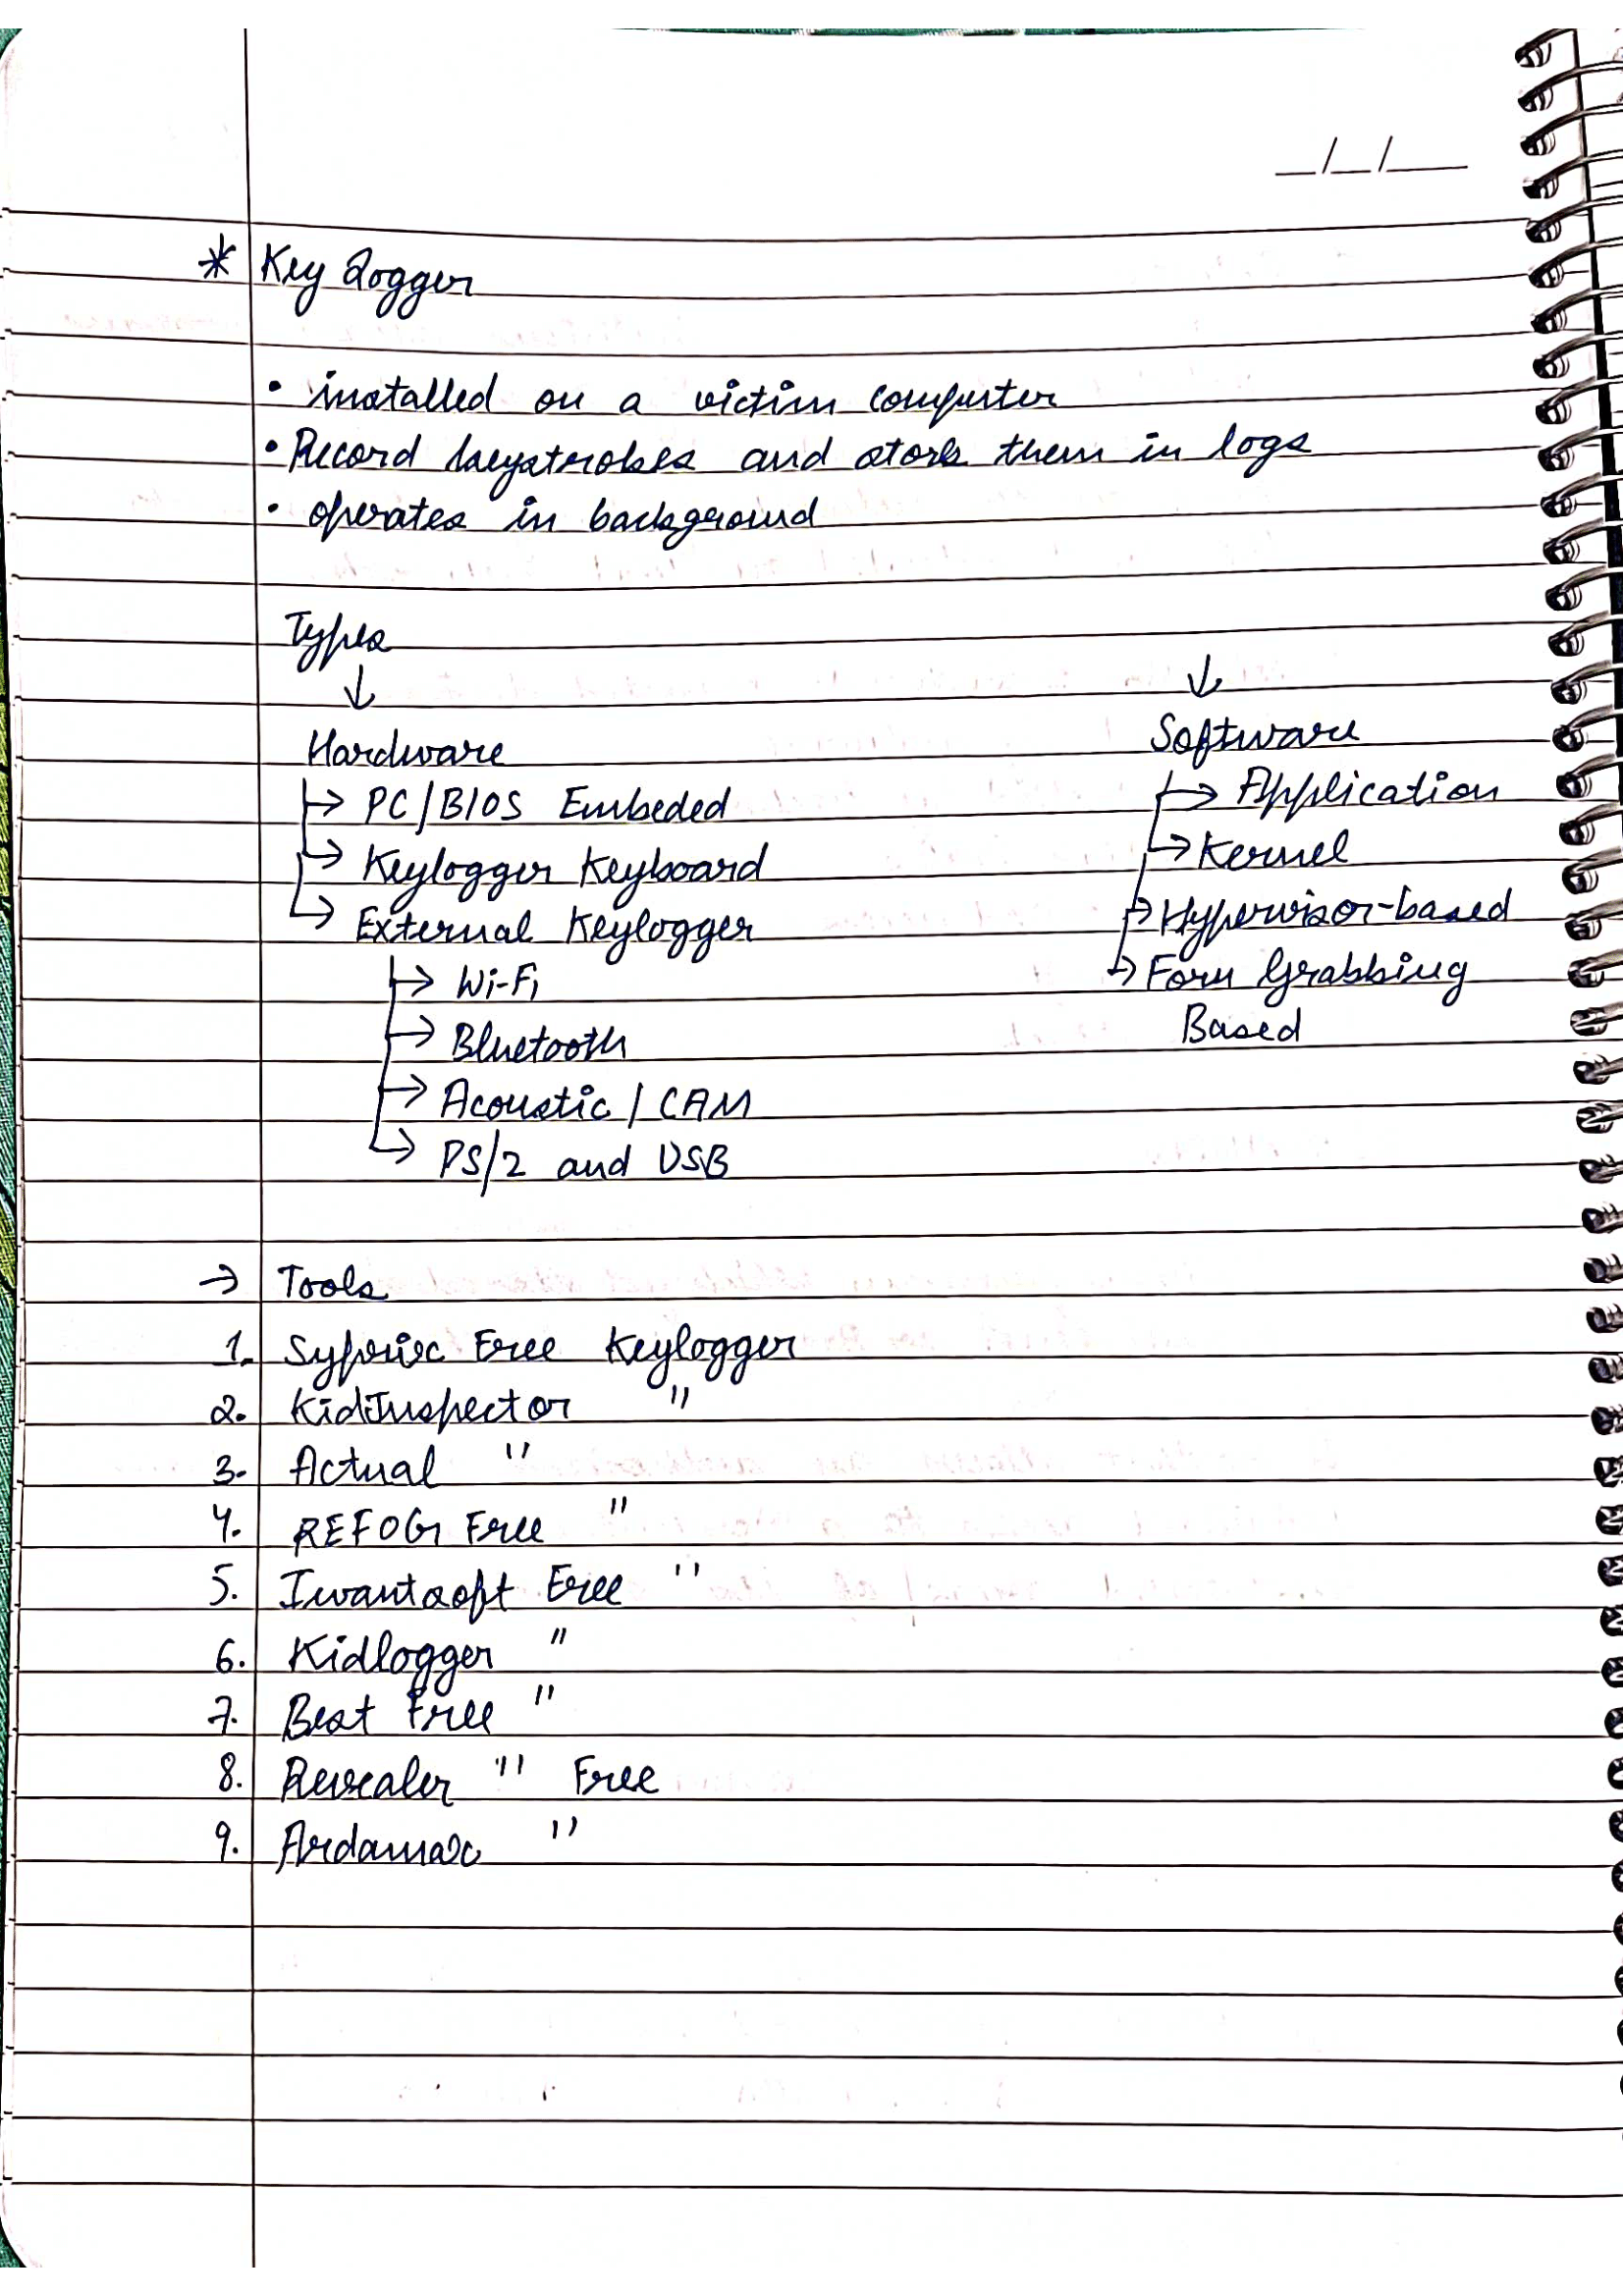 _/_/__
* Key Logger
• installed on a victim computer
• Record keystrokes and store them in logs
• operates in background
Types
↓ ↓
Hardware Software
→ PC/BIOS Embeded → Application
→ Keylogger Keyboard → Kernel
→ External Keylogger → Hypervisor-based
→ Wi-Fi → Form Grabbing
→ Bluetooth Based
→ Acoustic / CAM
→ PS/2 and USB
→ Tools
1. Free Keylogger
2. KidInspector "
3. Actual "
4. REFOG Free "
5. Iwantsoft Free "
6. Kidlogger "
7. Best Free "
8. Revealer " Free
9. Ardamax "